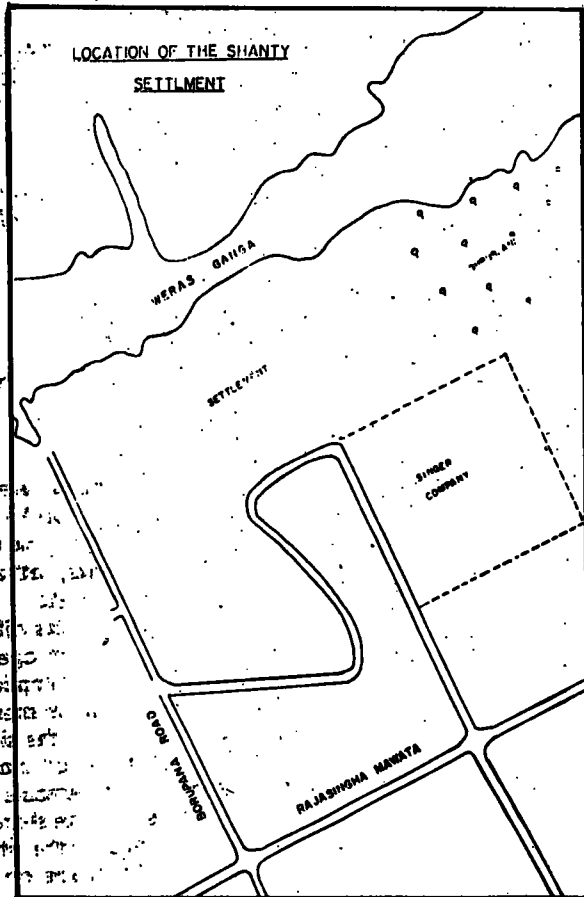 LOCATION OF THE SHANTY
SETTLMENT
WERAS GANGA
SETTLEMENT
SINGER
COMPANY
BORUPANA ROAD
RAJASINGHA MAWATA